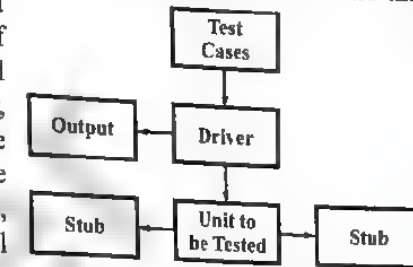 Test
Cases
Output
Driver
Stub
Unit to
be Tested
Stub